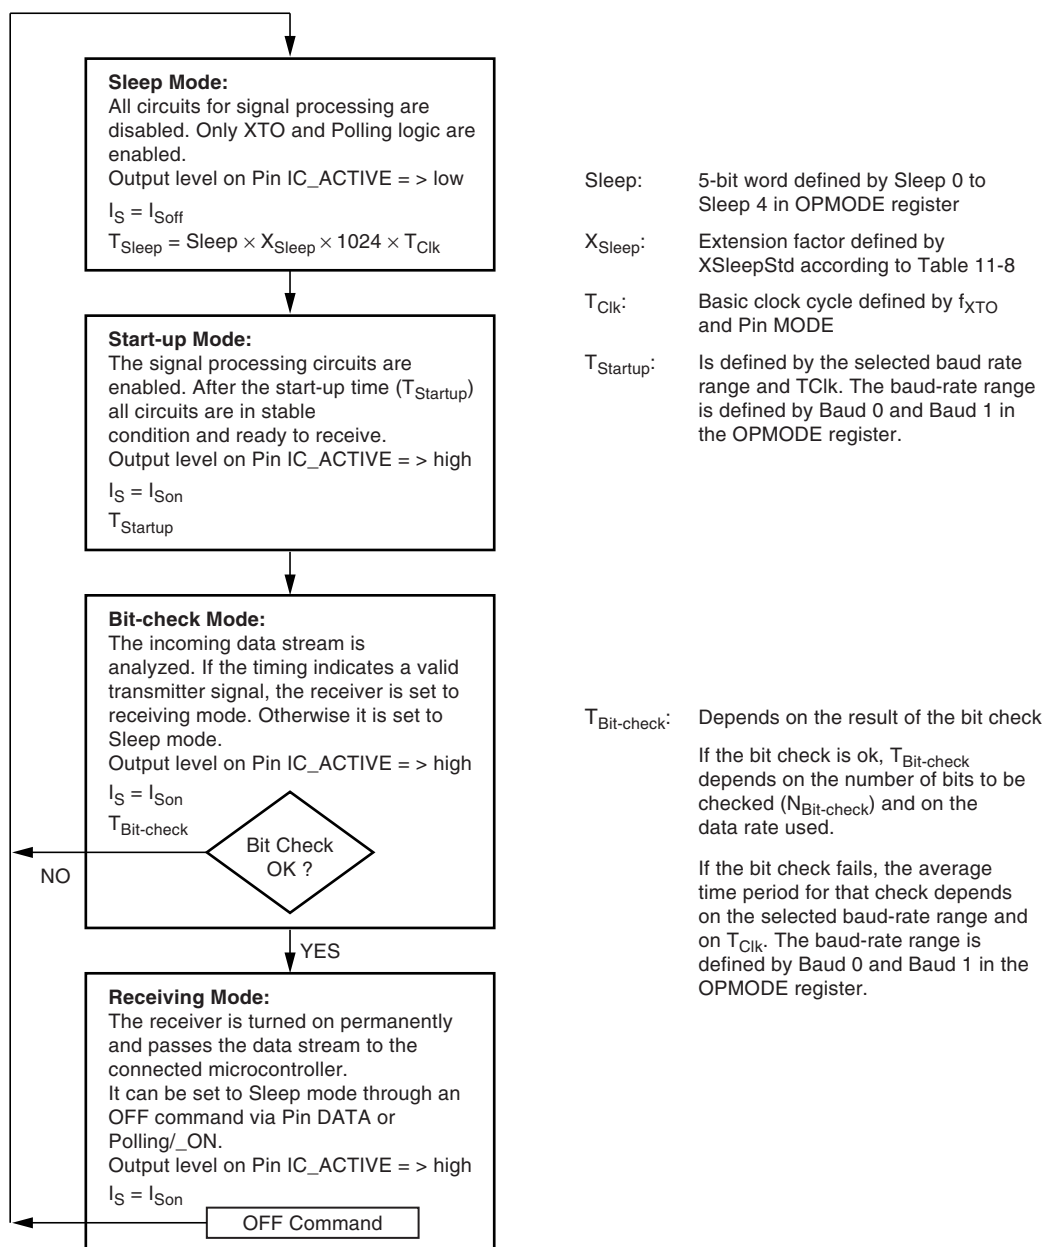 Sleep Mode:
All circuits for signal processing are
disabled. Only XTO and Polling logic are
enabled.
Output level on Pin IC_ACTIVE = > low
I_S = I_Soff
T_Sleep = Sleep × X_Sleep × 1024 × T_Clk
Sleep: 5-bit word defined by Sleep 0 to
Sleep 4 in OPMODE register
X_Sleep: Extension factor defined by
XSleepStd according to Table 11-8
T_Clk: Basic clock cycle defined by f_XTO
and Pin MODE
T_Startup: Is defined by the selected baud rate
range and TClk. The baud-rate range
is defined by Baud 0 and Baud 1 in
the OPMODE register.
Start-up Mode:
The signal processing circuits are
enabled. After the start-up time (T_Startup)
all circuits are in stable
condition and ready to receive.
Output level on Pin IC_ACTIVE = > high
I_S = I_Son
T_Startup
Bit-check Mode:
The incoming data stream is
analyzed. If the timing indicates a valid
transmitter signal, the receiver is set to
receiving mode. Otherwise it is set to
Sleep mode.
Output level on Pin IC_ACTIVE = > high
I_S = I_Son
T_Bit-check
Bit Check
OK ?
NO
YES
T_Bit-check: Depends on the result of the bit check
If the bit check is ok, T_Bit-check
depends on the number of bits to be
checked (N_Bit-check) and on the
data rate used.
If the bit check fails, the average
time period for that check depends
on the selected baud-rate range and
on T_Clk. The baud-rate range is
defined by Baud 0 and Baud 1 in the
OPMODE register.
Receiving Mode:
The receiver is turned on permanently
and passes the data stream to the
connected microcontroller.
It can be set to Sleep mode through an
OFF command via Pin DATA or
Polling/_ON.
Output level on Pin IC_ACTIVE = > high
I_S = I_Son
OFF Command